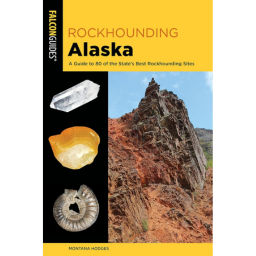 FALCONGUIDES®
ROCKHOUNDING
Alaska
A Guide to 80 of the State's Best Rockhounding Sites
MONTANA HODGES